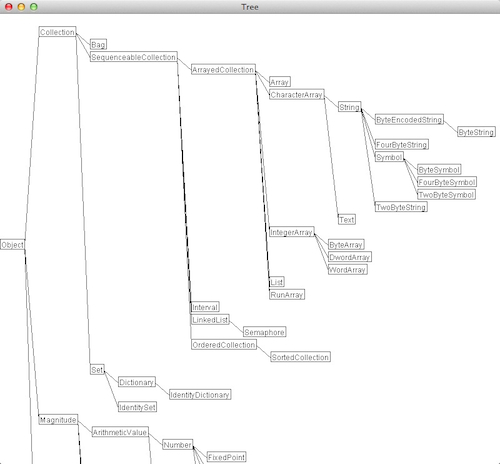 Tree
Collection
Bag
SequenceableCollection
ArrayedCollection
Array
CharacterArray
String
ByteEncodedString
ByteString
FourByteString
Symbol
ByteSymbol
FourByteSymbol
TwoByteSymbol
TwoByteString
Text
IntegerArray
ByteArray
DwordArray
WordArray
Object
List
RunArray
Interval
LinkedList
Semaphore
OrderedCollection
SortedCollection
Set
Dictionary
IdentityDictionary
IdentitySet
Magnitude
ArithmeticValue
Number
FixedPoint